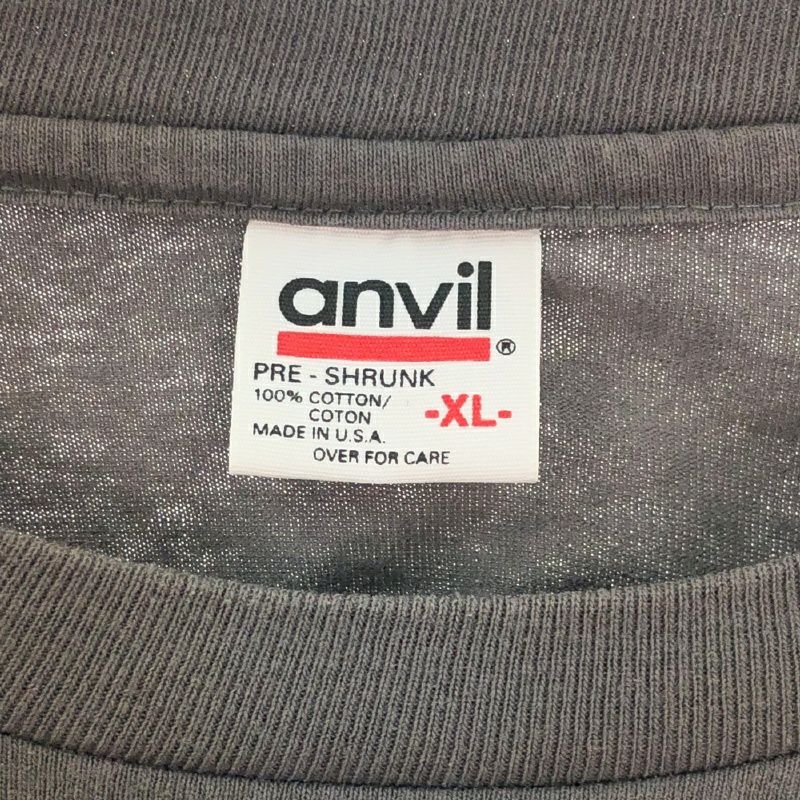 anvil®
PRE - SHRUNK
100% COTTON/
COTON
-XL-
MADE IN U.S.A.
OVER FOR CARE